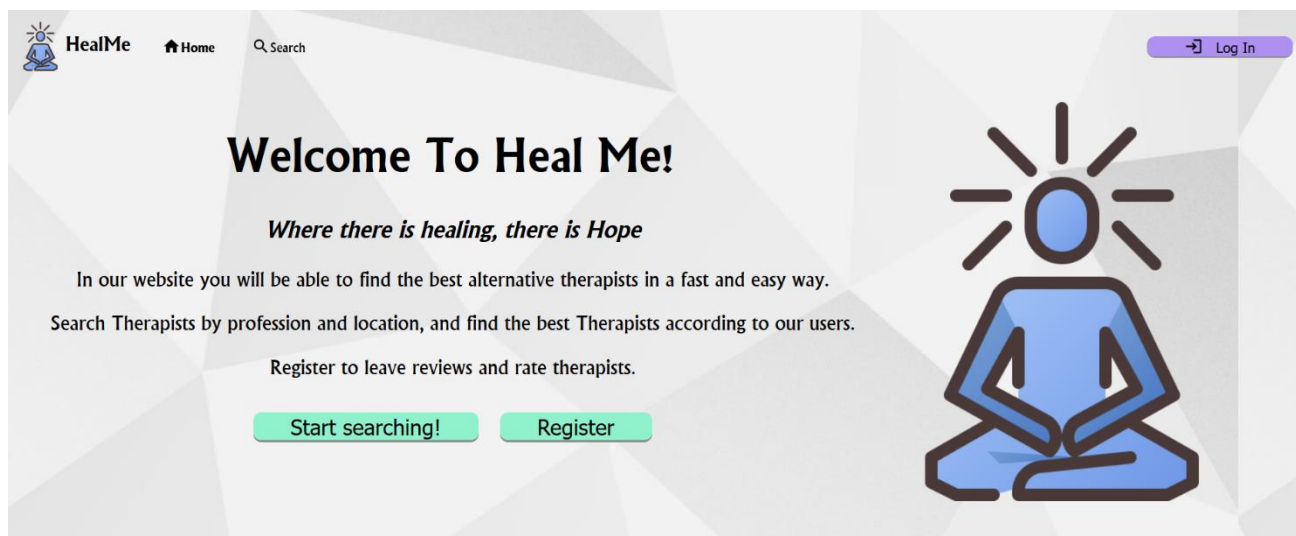 HealMe
Home
Search
Log In
Welcome To Heal Me!
Where there is healing, there is Hope
In our website you will be able to find the best alternative therapists in a fast and easy way.
Search Therapists by profession and location, and find the best Therapists according to our users.
Register to leave reviews and rate therapists.
Start searching!
Register